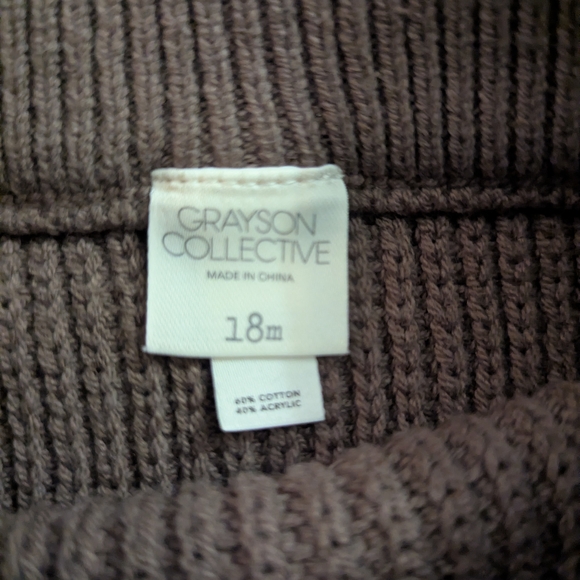 GRAYSON
COLLECTIVE
MADE IN CHINA
18m
60% COTTON
40% ACRYLIC